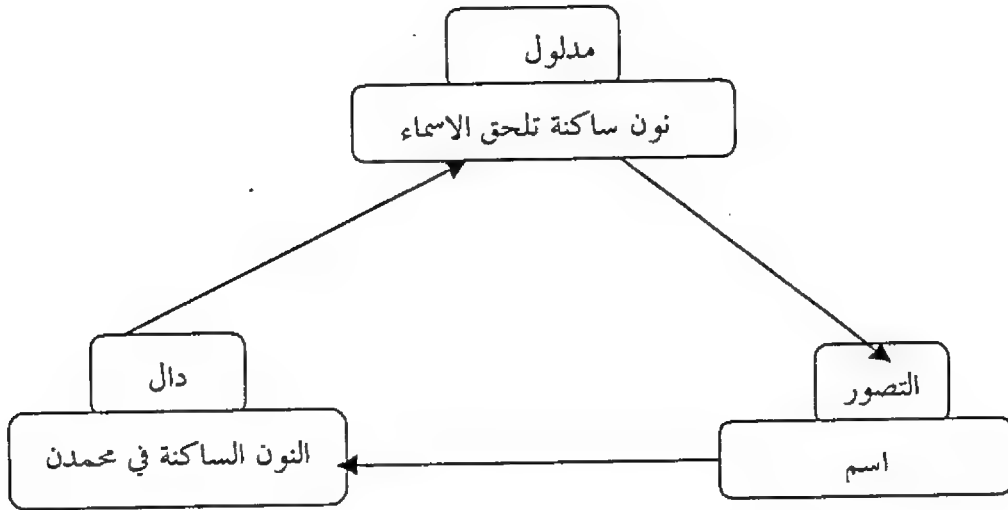 مدلول
نون ساكنة تلحق الاسماء
التصور
اسم
دال
النون الساكنة في محمدن